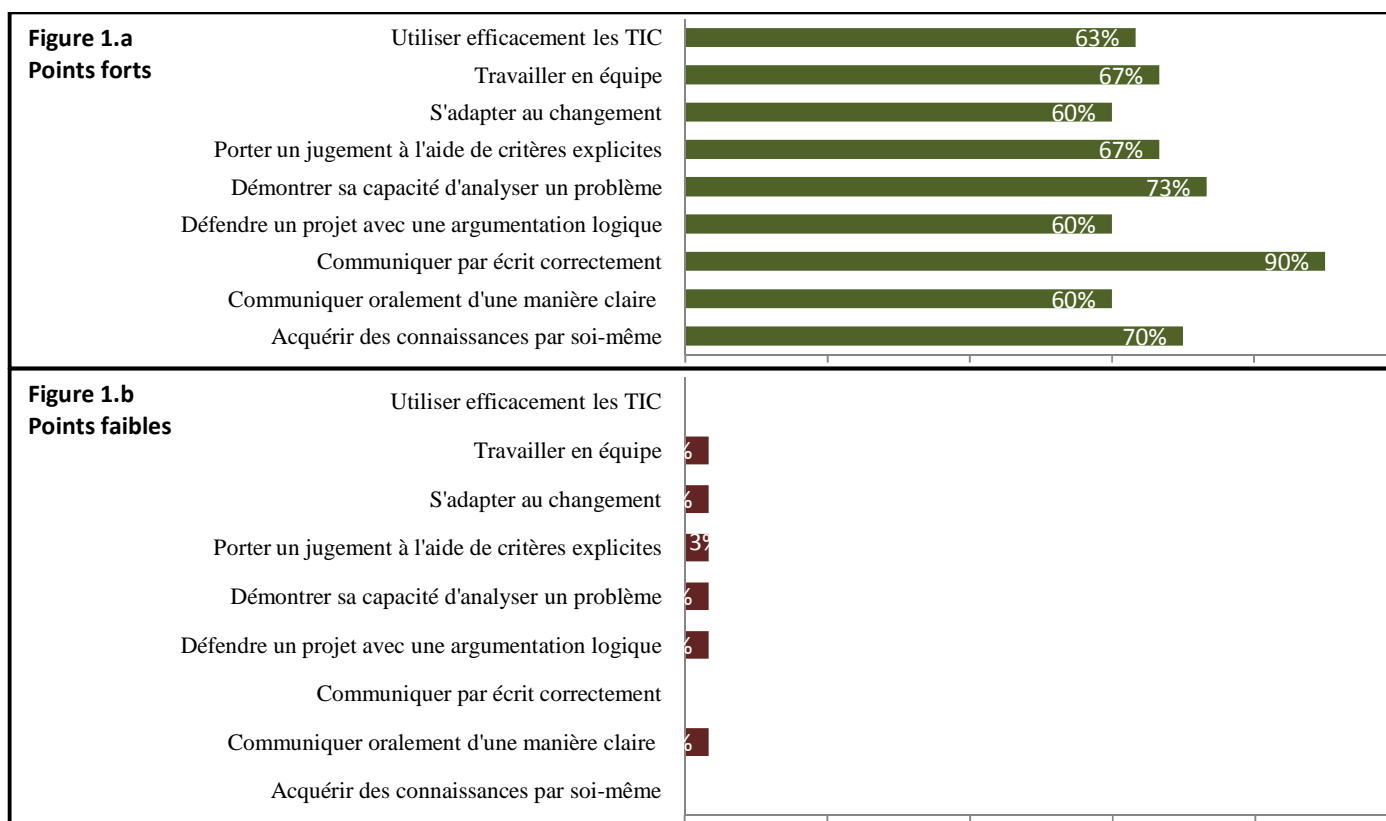 Figure 1.a
Points forts
Utiliser efficacement les TIC 63%
Travailler en équipe 67%
S'adapter au changement 60%
Porter un jugement à l'aide de critères explicites 67%
Démontrer sa capacité d'analyser un problème 73%
Défendre un projet avec une argumentation logique 60%
Communiquer par écrit correctement 90%
Communiquer oralement d'une manière claire 60%
Acquérir des connaissances par soi-même 70%
Figure 1.b
Points faibles
Utiliser efficacement les TIC
Travailler en équipe %
S'adapter au changement %
Porter un jugement à l'aide de critères explicites 3%
Démontrer sa capacité d'analyser un problème %
Défendre un projet avec une argumentation logique %
Communiquer par écrit correctement
Communiquer oralement d'une manière claire %
Acquérir des connaissances par soi-même